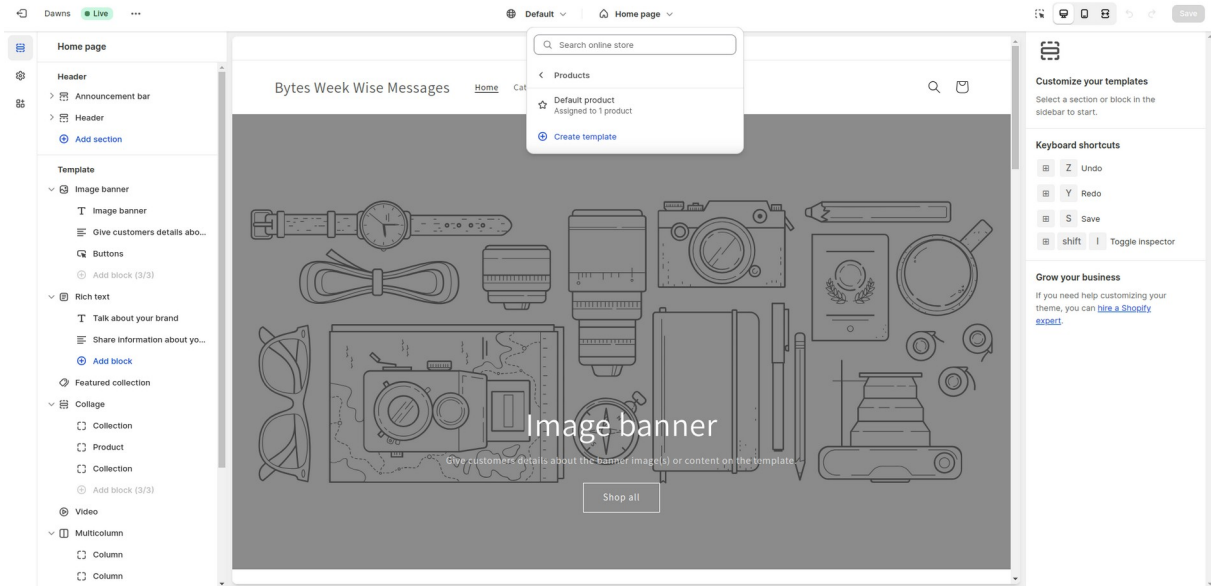 Dawns
Live
Default
Home page
Save
Home page
Header
Announcement bar
Header
Add section
Template
Image banner
Image banner
Give customers details abo...
Buttons
Add block (3/3)
Rich text
Talk about your brand
Share information about yo...
Add block
Featured collection
Collage
Collection
Product
Collection
Add block (3/3)
Video
Multicolumn
Column
Column
Search online store
Products
Default product
Assigned to 1 product
Create template
Bytes Week Wise Messages
Home
Cat
Image banner
Give customers details about the banner image(s) or content on the template.
Shop all
Customize your templates
Select a section or block in the
sidebar to start.
Keyboard shortcuts
Z Undo
Y Redo
S Save
shift I Toggle inspector
Grow your business
If you need help customizing your
theme, you can hire a Shopify
expert.